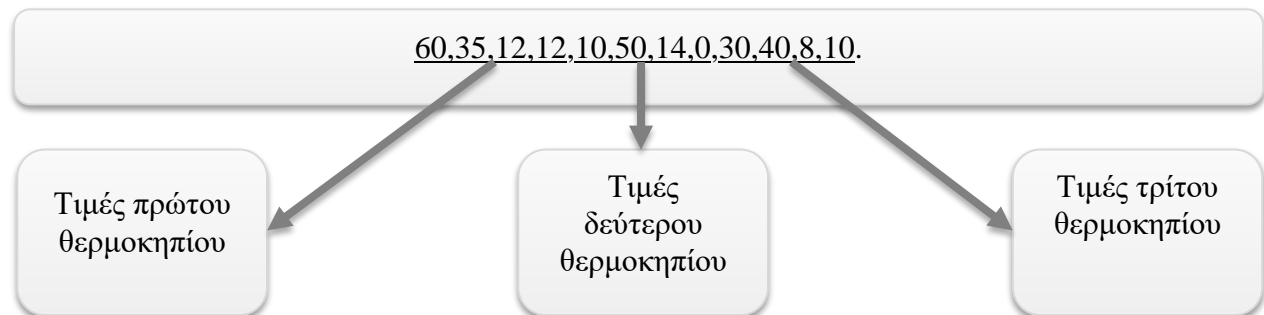 60,35,12,12,10,50,14,0,30,40,8,10.
Τιμές πρώτου
θερμοκηπίου
Τιμές
δεύτερου
θερμοκηπίου
Τιμές τρίτου
θερμοκηπίου